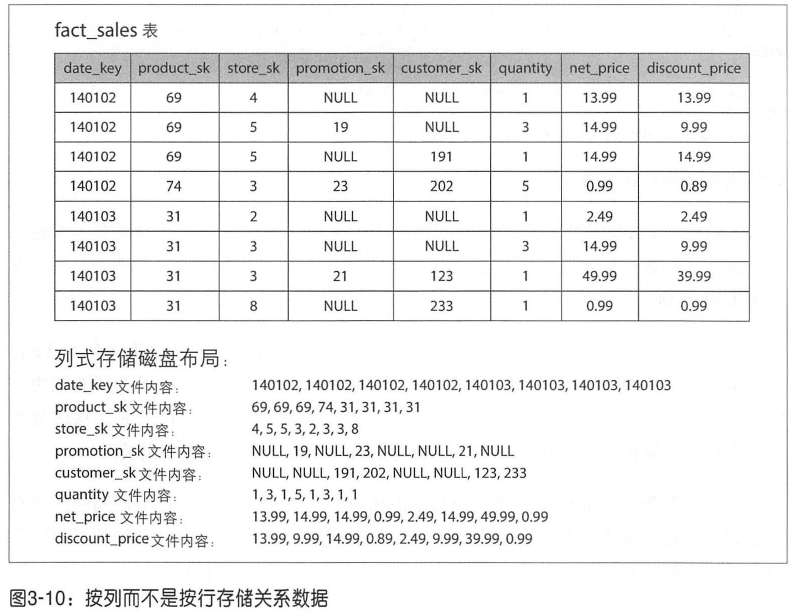 fact_sales 表
date_key product_sk store_sk promotion_sk customer_sk quantity net_price discount_price
140102 69 4 NULL NULL 1 13.99 13.99
140102 69 5 19 NULL 3 14.99 9.99
140102 69 5 NULL 191 1 14.99 14.99
140102 74 3 23 202 5 0.99 0.89
140103 31 2 NULL NULL 1 2.49 2.49
140103 31 3 NULL NULL 3 14.99 9.99
140103 31 3 21 123 1 49.99 39.99
140103 31 8 NULL 233 1 0.99 0.99
列式存储磁盘布局：
date_key 文件内容： 140102, 140102, 140102, 140102, 140103, 140103, 140103, 140103
product_sk 文件内容： 69, 69, 69, 74, 31, 31, 31, 31
store_sk 文件内容： 4, 5, 5, 3, 2, 3, 3, 8
promotion_sk 文件内容： NULL, 19, NULL, 23, NULL, NULL, 21, NULL
customer_sk 文件内容： NULL, NULL, 191, 202, NULL, NULL, 123, 233
quantity 文件内容： 1, 3, 1, 5, 1, 3, 1, 1
net_price 文件内容： 13.99, 14.99, 14.99, 0.99, 2.49, 14.99, 49.99, 0.99
discount_price 文件内容： 13.99, 9.99, 14.99, 0.89, 2.49, 9.99, 39.99, 0.99
图3-10：按列而不是按行存储关系数据